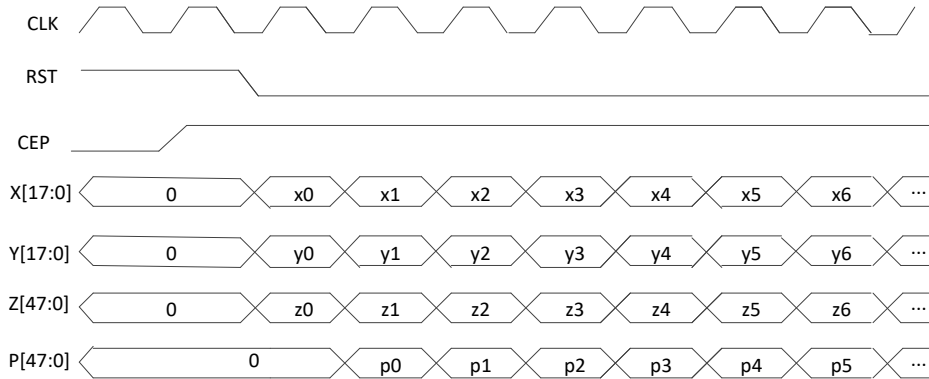 CLK
RST
CEP
X[17:0] 0 x0 x1 x2 x3 x4 x5 x6 ...
Y[17:0] 0 y0 y1 y2 y3 y4 y5 y6 ...
Z[47:0] 0 z0 z1 z2 z3 z4 z5 z6 ...
P[47:0] 0 p0 p1 p2 p3 p4 p5 ...